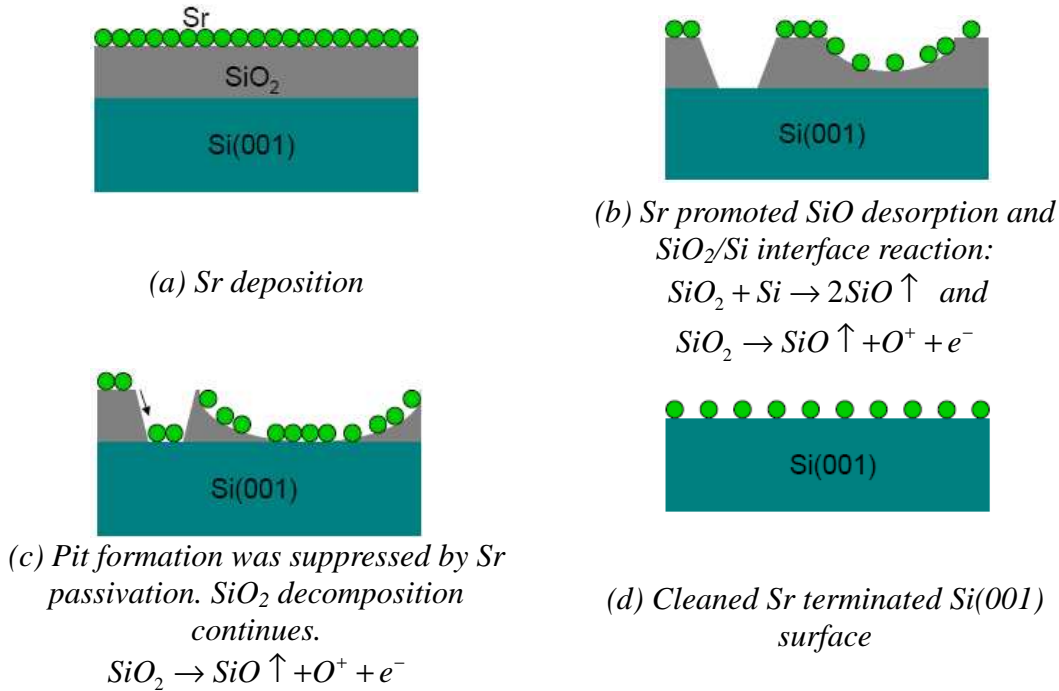 Sr
SiO₂
Si(001)
(a) Sr deposition
Si(001)
(b) Sr promoted SiO desorption and
SiO₂/Si interface reaction:
SiO₂ + Si → 2SiO ↑ and
SiO₂ → SiO ↑ +O⁺ + e⁻
Si(001)
(c) Pit formation was suppressed by Sr
passivation. SiO₂ decomposition
continues.
SiO₂ → SiO ↑ +O⁺ + e⁻
Si(001)
(d) Cleaned Sr terminated Si(001)
surface